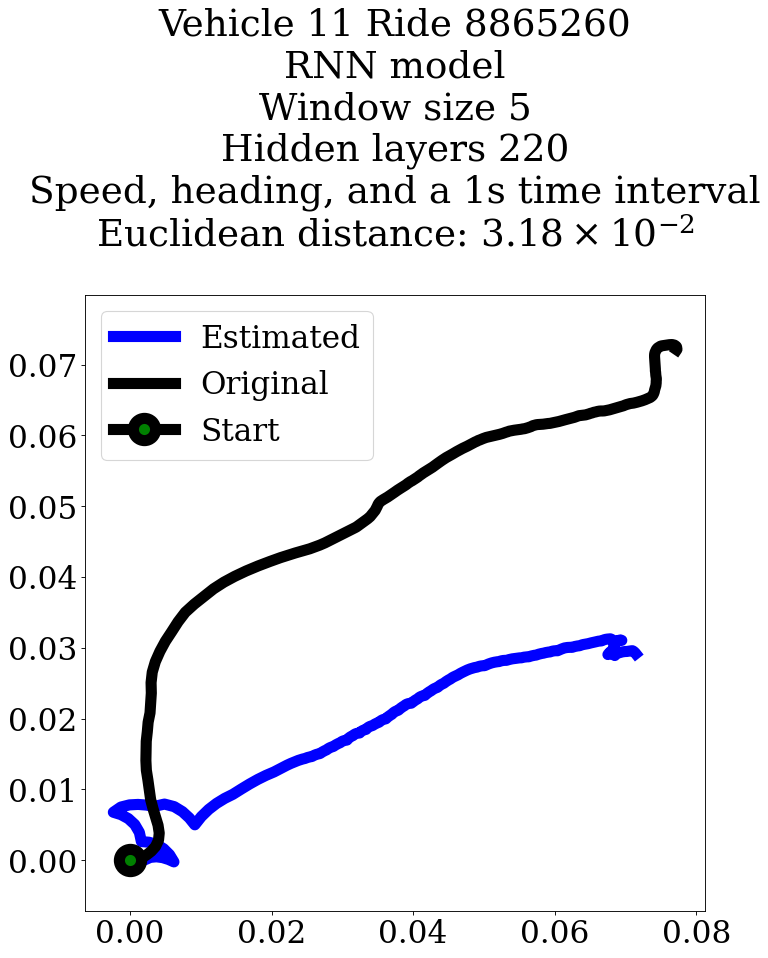 Vehicle 11 Ride 8865260
RNN model
Window size 5
Hidden layers 220
Speed, heading, and a 1s time interval
Euclidean distance: 3.18 × 10⁻²
Estimated
Original
Start
0.07
0.06
0.05
0.04
0.03
0.02
0.01
0.00
0.00 0.02 0.04 0.06 0.08